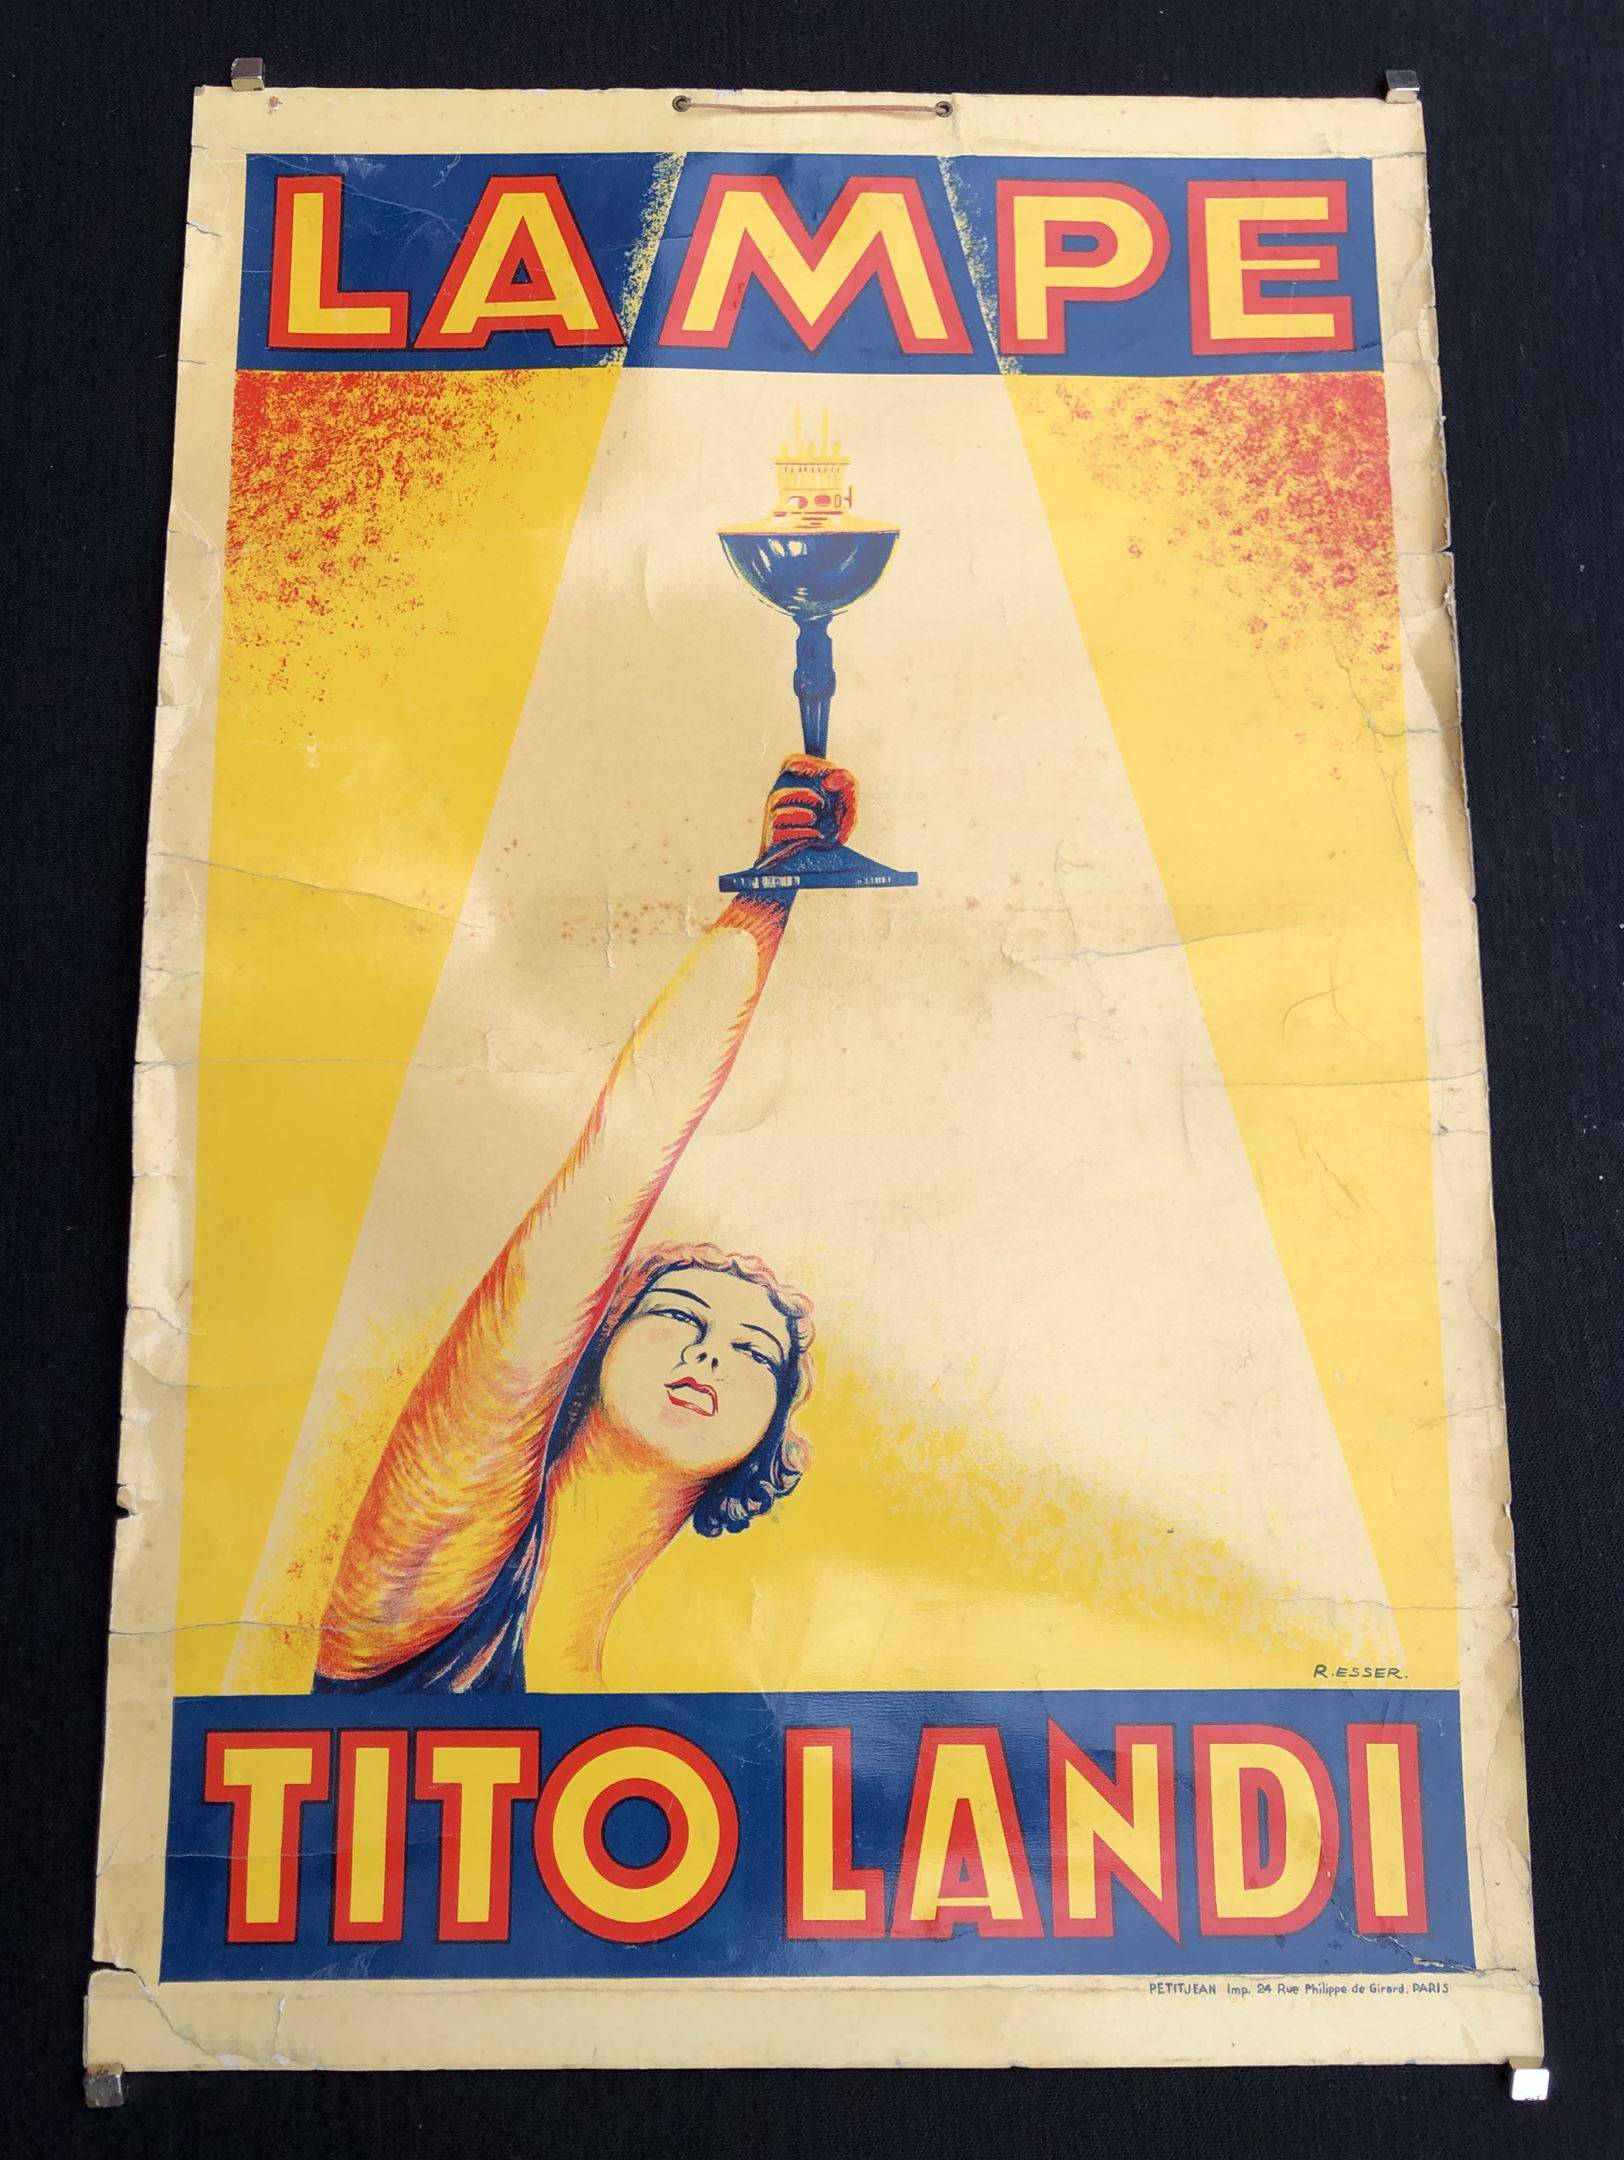 LAMPE
R.ESSER.
TITO LANDI
PETITJEAN Imp. 24 Rue Philippe de Girard. PARIS